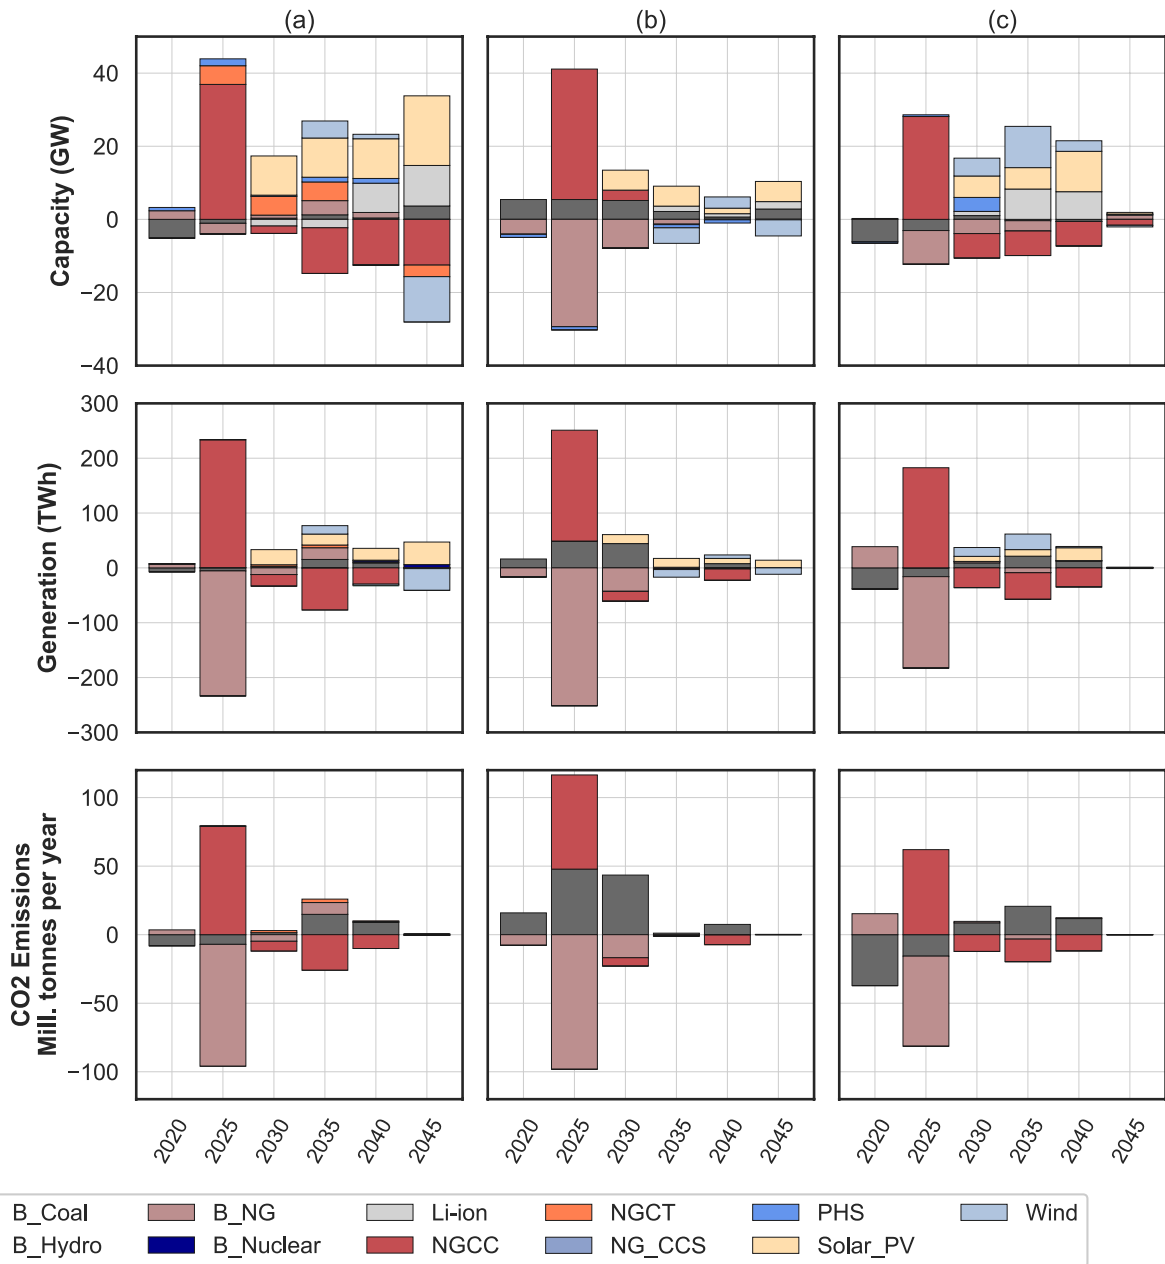 (a) (b) (c)
Capacity (GW)
40
20
0
−20
−40
Generation (TWh)
300
200
100
0
−100
−200
−300
CO2 Emissions
Mill. tonnes per year
100
50
0
−50
−100
2020 2025 2030 2035 2040 2045 2020 2025 2030 2035 2040 2045 2020 2025 2030 2035 2040 2045
B_Coal B_NG Li-ion NGCT PHS Wind
B_Hydro B_Nuclear NGCC NG_CCS Solar_PV